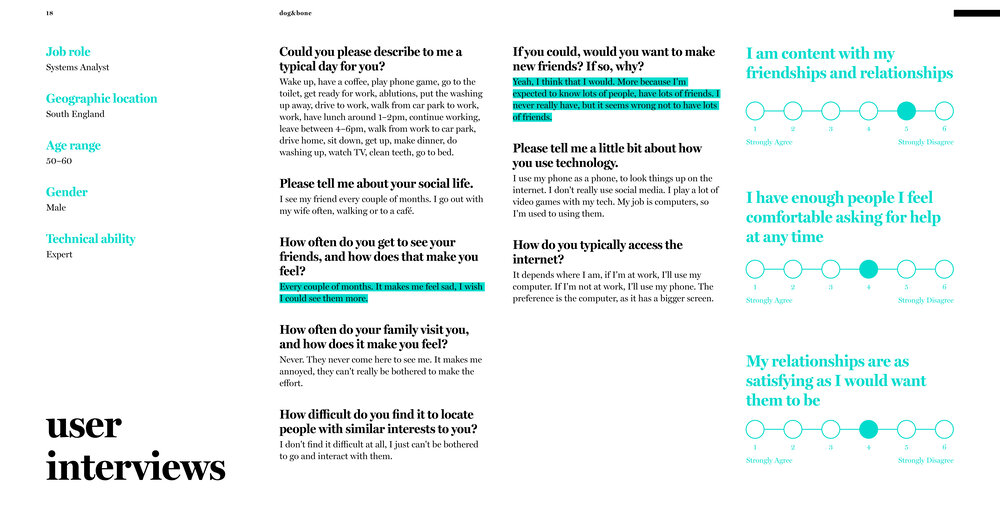 18
dog&bone
Job role
Systems Analyst
Geographic location
South England
Age range
50–60
Gender
Male
Technical ability
Expert
user
interviews
Could you please describe to me a
typical day for you?
Wake up, have a coffee, play phone game. go to the
toilet, get ready for work, ablutions, put the washing
up away, drive to work, walk from car park to work,
work, have lunch around 1–2pm, continue working,
leave between 4–6pm, walk from work to car park,
drive home, sit down, get up, make dinner, do
washing up, watch TV, clean teeth, go to bed.
Please tell me about your social life.
I see my friend every couple of months. I go out with
my wife often, walking or to a café.
How often do you get to see your
friends, and how does that make you
feel?
Every couple of months. It makes me feel sad, I wish
I could see them more.
How often do your family visit you,
and how does it make you feel?
Never. They never come here to see me. It makes me
annoyed, they can't really be bothered to make the
effort.
How difficult do you find it to locate
people with similar interests to you?
I don't find it difficult at all, I just can't be bothered
to go and interact with them.
If you could, would you want to make
new friends? If so, why?
Yeah, I think that I would. More because I'm
expected to know lots of people, have lots of friends. I
never really have, but it seems wrong not to have lots
of friends.
Please tell me a little bit about how
you use technology.
I use my phone as a phone, to look things up on the
internet. I don't really use social media. I play a lot of
video games with my tech. My job is computers, so
I'm used to using them.
How do you typically access the
internet?
It depends where I am, if I'm at work, I'll use my
computer. If I'm not at work, I'll use my phone. The
preference is the computer, as it has a bigger screen.
I am content with my
friendships and relationships
1 2 3 4 5 6
Strongly Agree Strongly Disagree
I have enough people I feel
comfortable asking for help
at any time
1 2 3 4 5 6
Strongly Agree Strongly Disagree
My relationships are as
satisfying as I would want
them to be
1 2 3 4 5 6
Strongly Agree Strongly Disagree